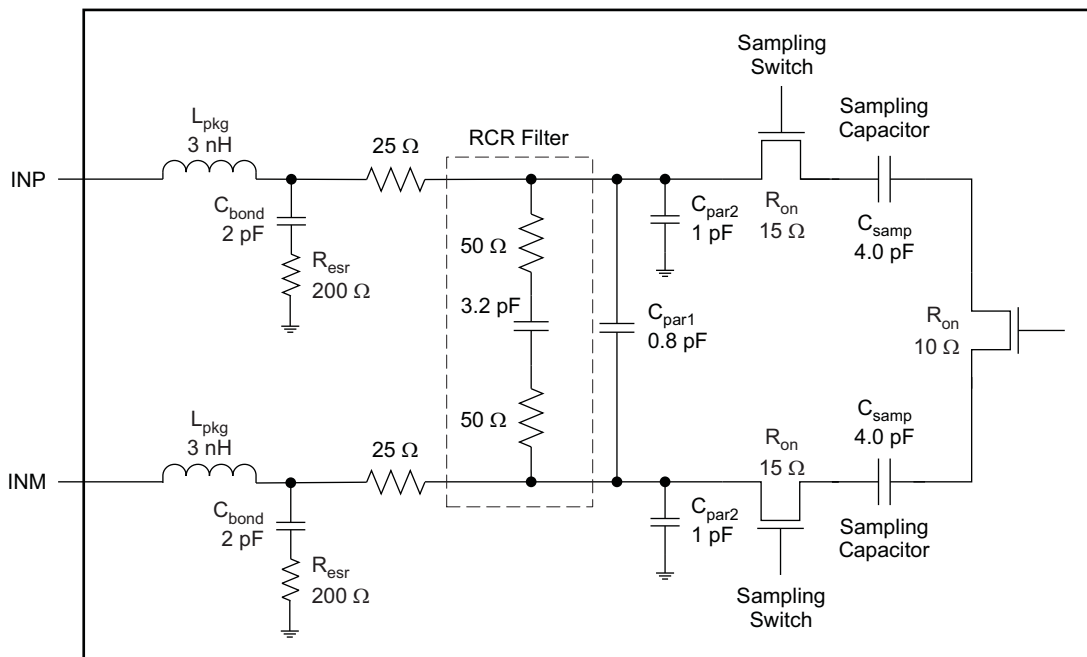 Sampling
Switch
Sampling
Capacitor
L_pkg
3 nH
25 Ω
RCR Filter
INP
C_bond
2 pF
R_esr
200 Ω
50 Ω
3.2 pF
50 Ω
C_par1
0.8 pF
C_par2
1 pF
R_on
15 Ω
C_samp
4.0 pF
R_on
10 Ω
L_pkg
3 nH
25 Ω
INM
C_bond
2 pF
R_esr
200 Ω
C_par2
1 pF
R_on
15 Ω
C_samp
4.0 pF
Sampling
Capacitor
Sampling
Switch